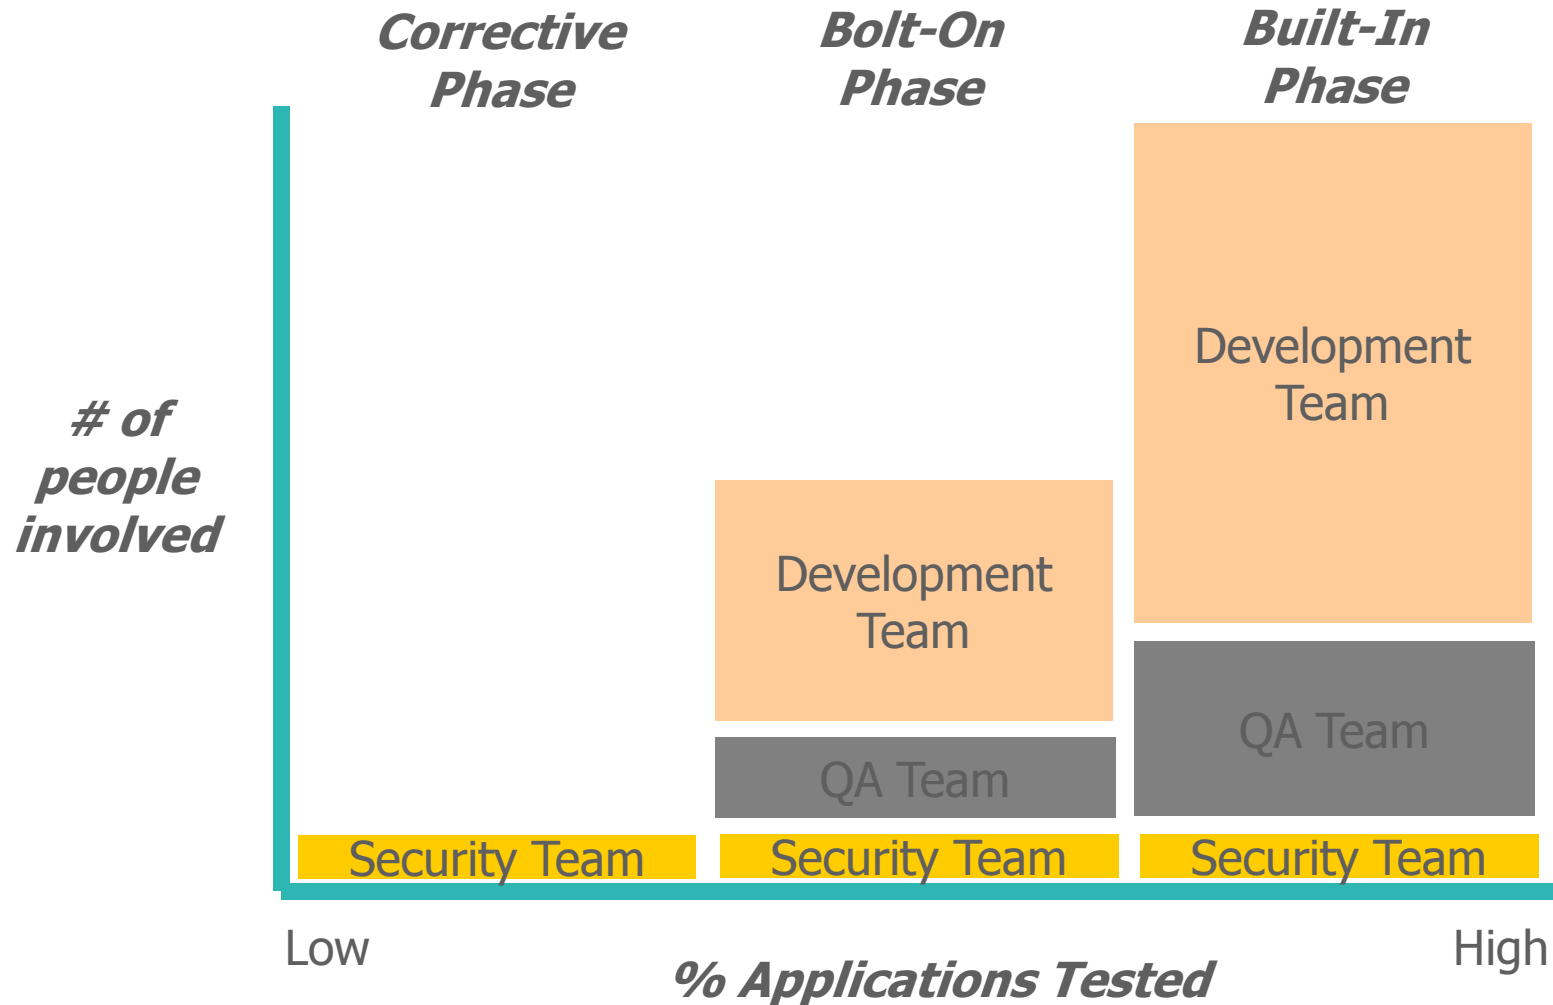 Corrective
Phase
Bolt-On
Phase
Built-In
Phase
# of
people
involved
Development
Team
Development
Team
QA Team
QA Team
Security Team
Security Team
Security Team
Low
High
% Applications Tested